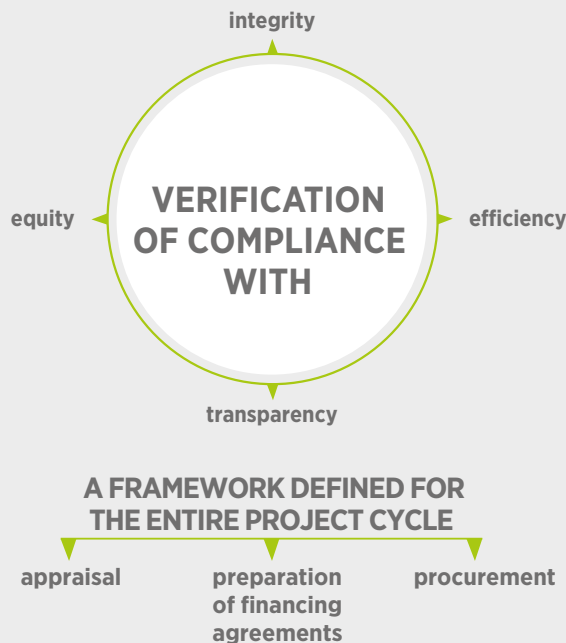 integrity
equity
VERIFICATION
OF COMPLIANCE
WITH
efficiency
transparency
A FRAMEWORK DEFINED FOR
THE ENTIRE PROJECT CYCLE
appraisal
preparation
of financing
agreements
procurement